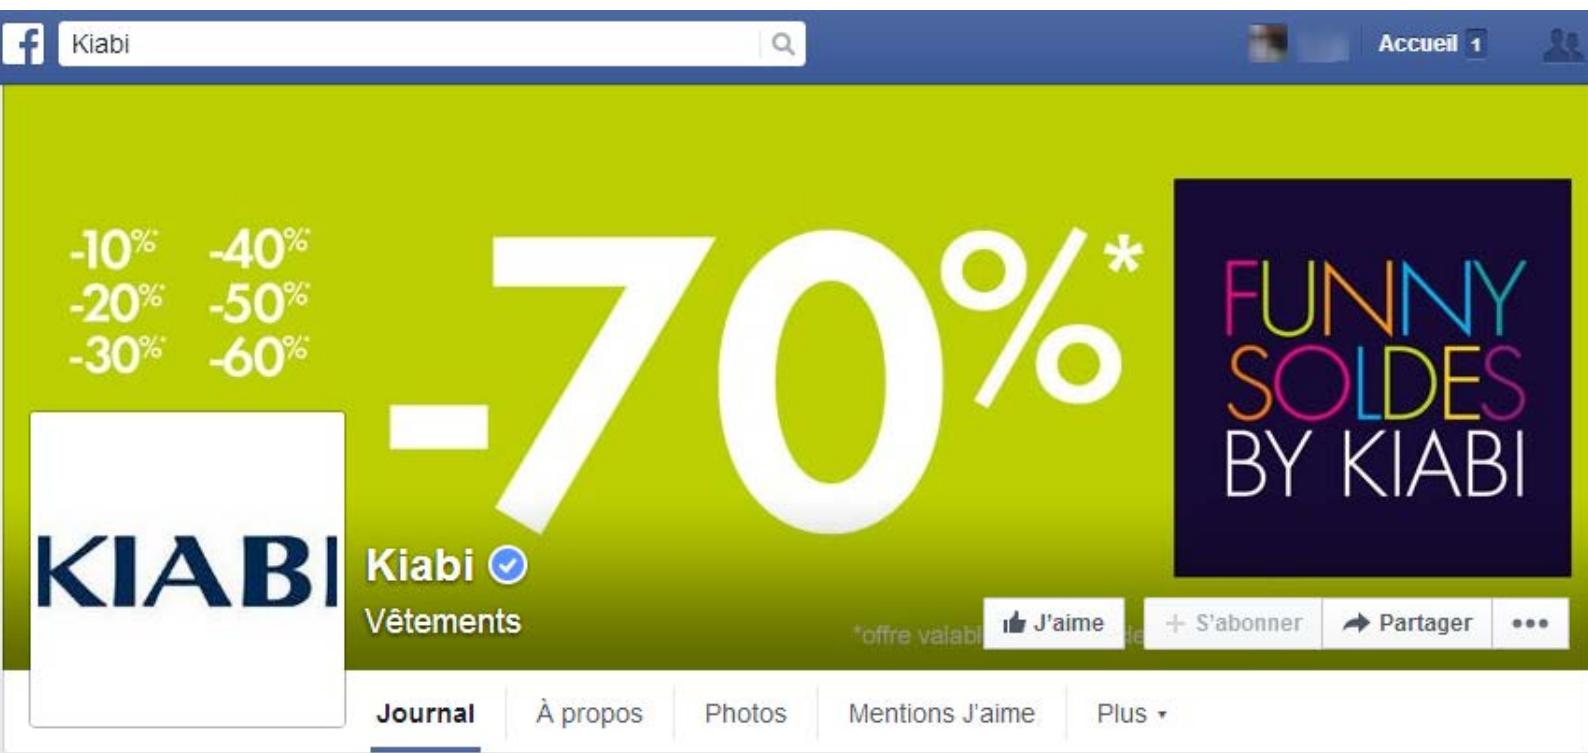 f
Kiabi
Accueil 1
-10%* -40%*
-20%* -50%*
-30%* -60%*
-70%*
FUNNY
SOLDES
BY KIABI
KIABI
Kiabi
Vêtements
*offre
J'aime
+ S'abonner
Partager
Journal
À propos
Photos
Mentions J'aime
Plus